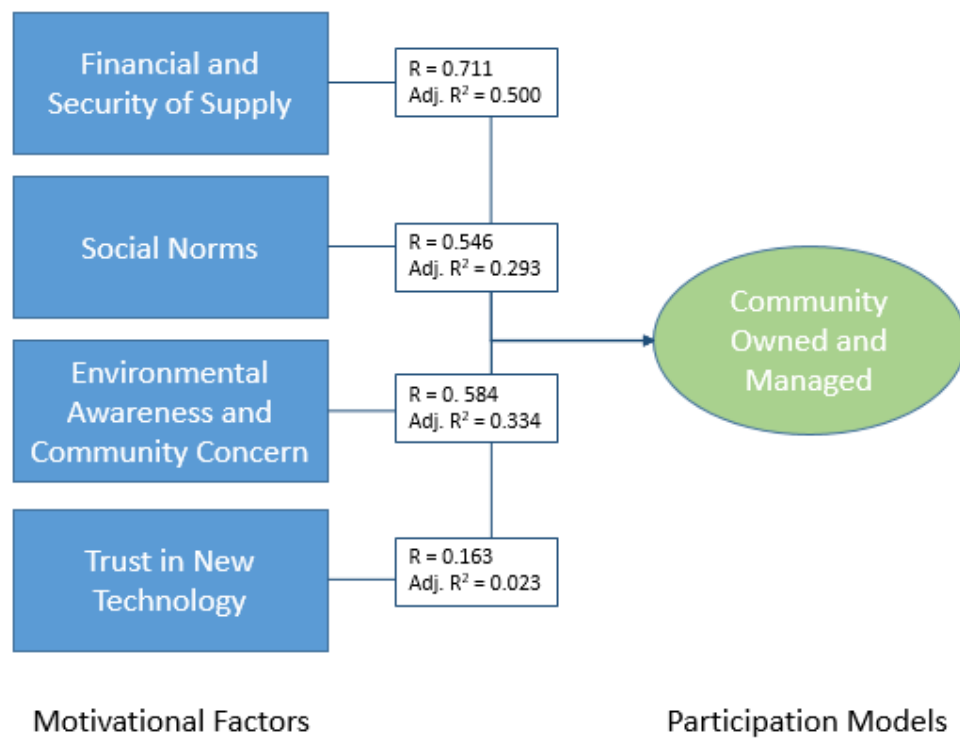 Financial and
Security of Supply
R = 0.711
Adj. R² = 0.500
Social Norms
R = 0.546
Adj. R² = 0.293
Environmental
Awareness and
Community Concern
R = 0. 584
Adj. R² = 0.334
Trust in New
Technology
R = 0.163
Adj. R² = 0.023
Community
Owned and
Managed
Motivational Factors
Participation Models